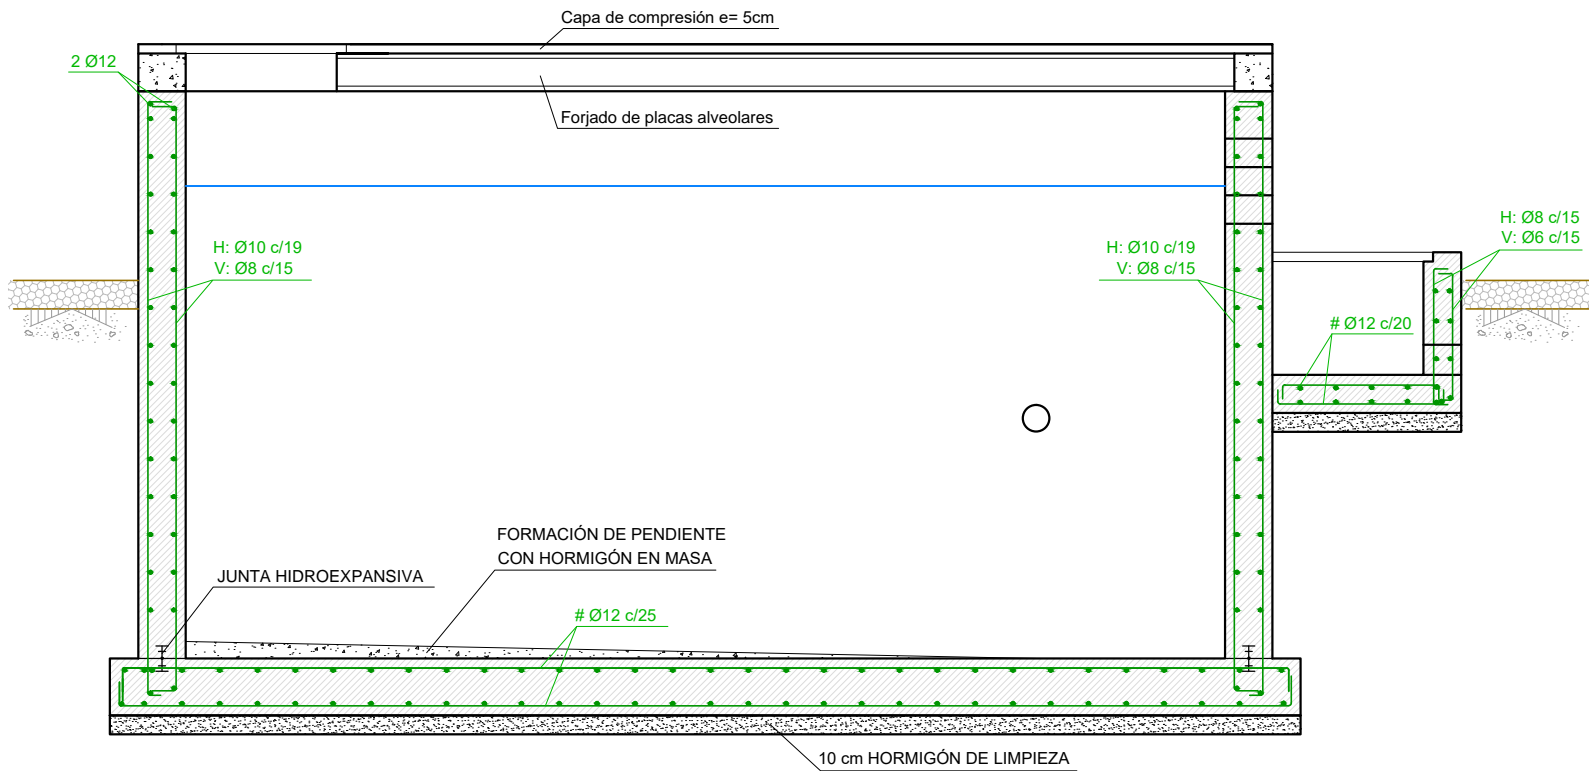 Capa de compresión e= 5cm
2 Ø12
Forjado de placas alveolares
H: Ø10 c/19
V: Ø8 c/15
H: Ø10 c/19
V: Ø8 c/15
H: Ø8 c/15
V: Ø6 c/15
# Ø12 c/20
FORMACIÓN DE PENDIENTE
CON HORMIGÓN EN MASA
JUNTA HIDROEXPANSIVA
# Ø12 c/25
10 cm HORMIGÓN DE LIMPIEZA